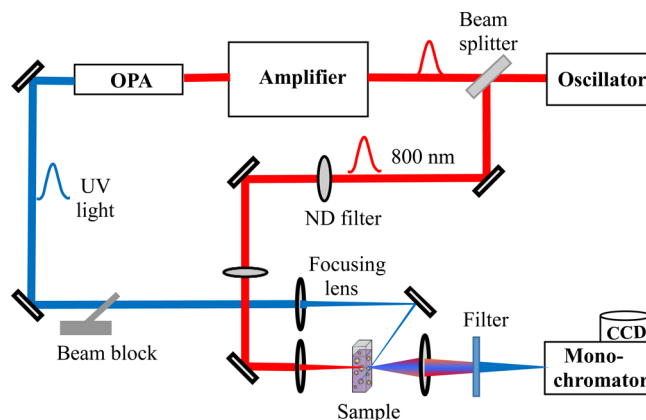 Beam
splitter
OPA
Amplifier
Oscillator
800 nm
UV
light
ND filter
Focusing
lens
Filter
CCD
Beam block
Mono-
chromator
Sample